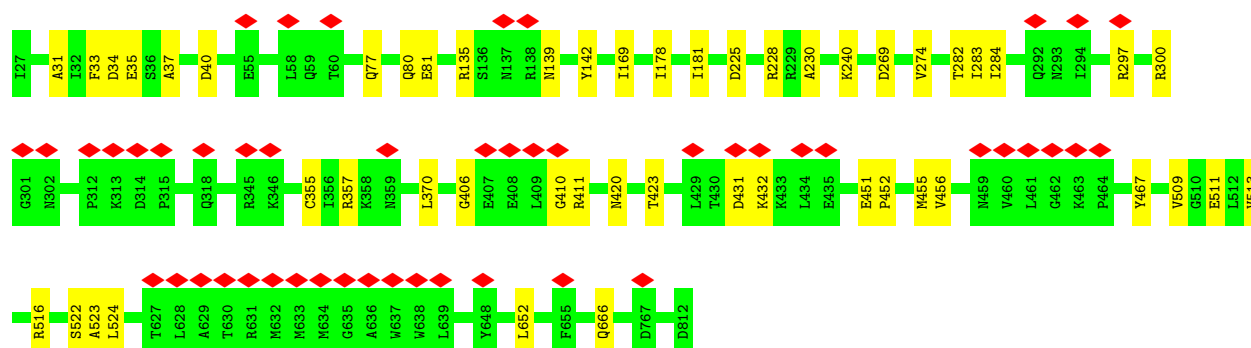 I27 A31 I32 F33 D34 E35 S36 A37 D40 E55 L58 Q59 T60 Q77 Q80 E81 R135 S136 N137 R138 N139 Y142 I169 I178 I181 D225 R228 R229 A230 K240 D269 V274 T282 I283 I284 Q292 N293 I294 R297 R300
G301 N302 P312 K313 D314 P315 Q318 R345 K346 C355 I356 R357 K358 N359 L370 G406 E407 E408 L409 G410 R411 N420 T423 L429 T430 D431 K432 K433 L434 E435 E451 P452 M455 V456 N459 V460 L461 G462 K463 P464 Y467 V509 G510 E511 L512 V513
R516 S522 A523 L524 T627 L628 A629 T630 R631 M632 M633 M634 G635 A636 W637 W638 L639 Y648 L652 F655 Q666 D767 D812